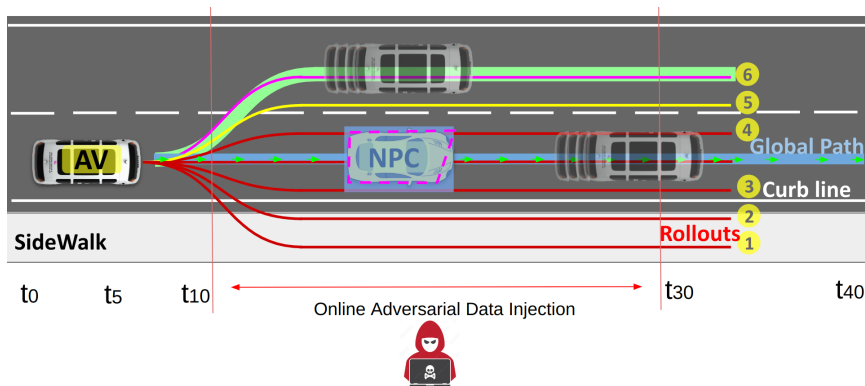 6
5
4
AV
NPC
Global Path
3
Curb line
2
SideWalk
Rollouts
1
t0
t5
t10
t30
t40
Online Adversarial Data Injection